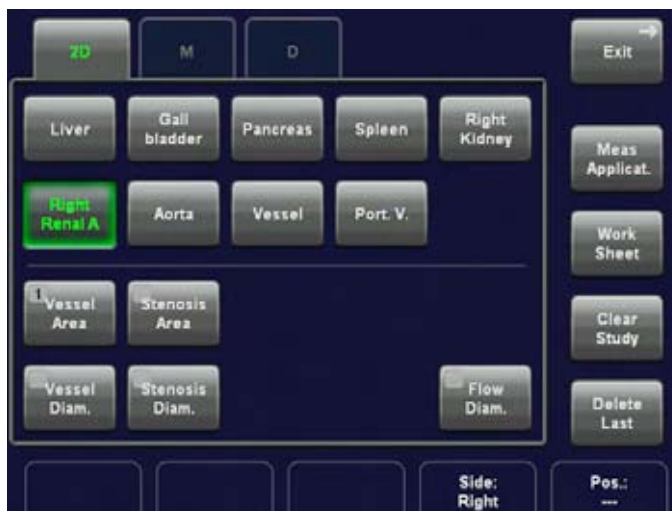 2D
M
D
Exit
Liver
Gall
bladder
Pancreas
Spleen
Right
Kidney
Meas
Applicat.
Right
Renal A
Aorta
Vessel
Port. V.
Work
Sheet
1
Vessel
Area
Stenosis
Area
Clear
Study
Vessel
Diam.
Stenosis
Diam.
Flow
Diam.
Delete
Last
Side:
Right
Pos.:
---